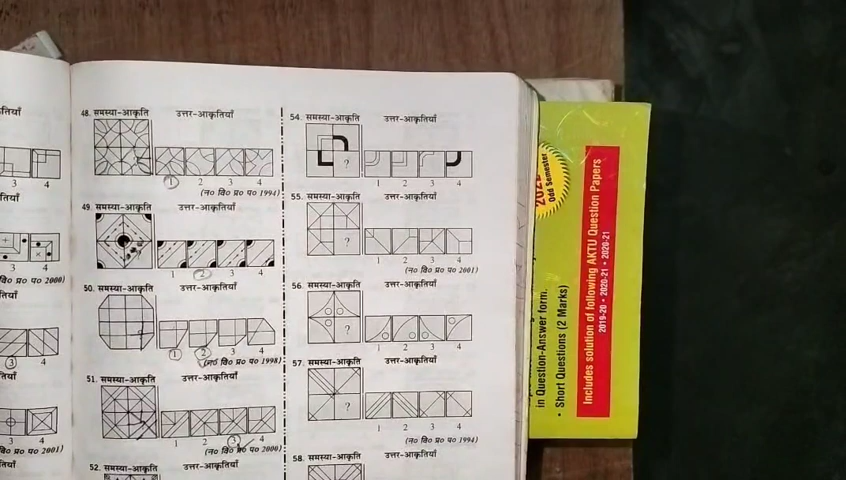 तियाँ
3 4
3 4
वि० प्र० प० 2000)
3 4
3 4
वि० प्र० प० 2001)
48. समस्या-आकृति उत्तर-आकृतियाँ
1 2 3 4
(न० वि० प्र० प० 1994)
49. समस्या-आकृति उत्तर-आकृतियाँ
1 2 3 4
50. समस्या-आकृति उत्तर-आकृतियाँ
1 2 3 4
(न० वि० प्र० प० 1998)
51. समस्या-आकृति उत्तर-आकृतियाँ
1 2 3 4
(न० वि० प्र० प० 2000)
52. समस्या-आकृति उत्तर-आकृतियाँ
54. समस्या-आकृति उत्तर-आकृतियाँ
?
1 2 3 4
55. समस्या-आकृति उत्तर-आकृतियाँ
?
1 2 3 4
(न० वि० प्र० प० 2001)
56. समस्या-आकृति उत्तर-आकृतियाँ
?
1 2 3 4
57. समस्या-आकृति उत्तर-आकृतियाँ
?
1 2 3 4
(न० वि० प्र० प० 1994)
58. समस्या-आकृति उत्तर-आकृतियाँ
Odd Semester
in Question-Answer form.
• Short Questions (2 Marks)
Includes solution of following AKTU Question Papers
2019-20 • 2020-21 • 2020-21